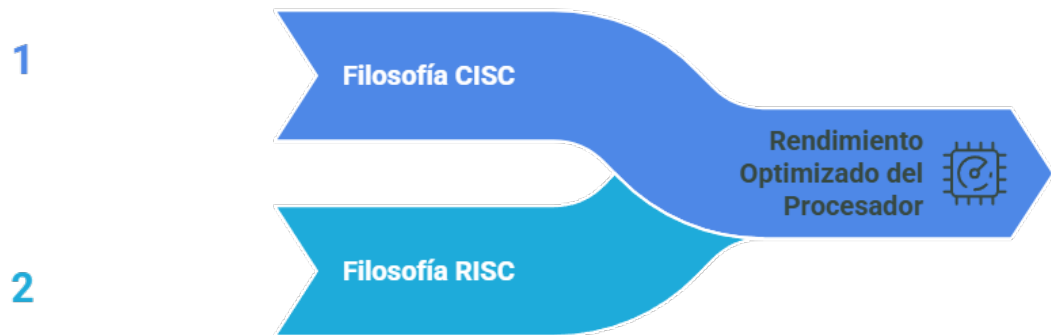 1
Filosofía CISC
Rendimiento
Optimizado del
Procesador
Filosofía RISC
2